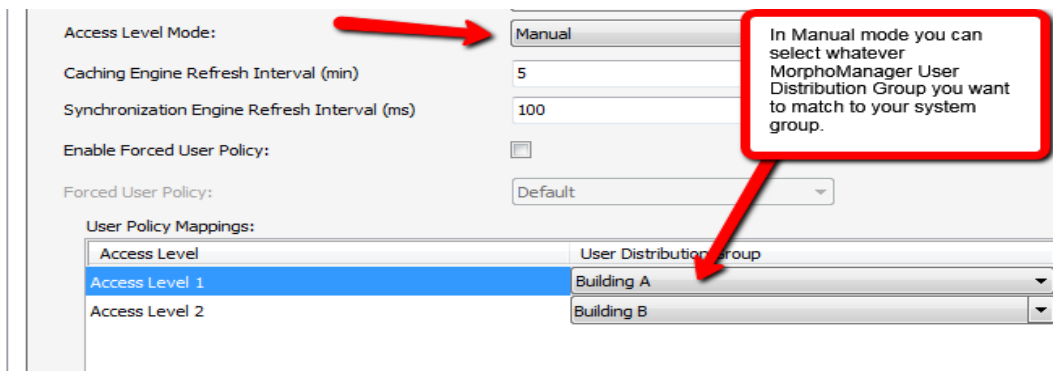 Access Level Mode:
Manual
In Manual mode you can
select whatever
MorphoManager User
Distribution Group you want
to match to your system
group.
Caching Engine Refresh Interval (min)
5
Synchronization Engine Refresh Interval (ms)
100
Enable Forced User Policy:
Forced User Policy:
Default
User Policy Mappings:
Access Level
User Distribution Group
Access Level 1
Building A
Access Level 2
Building B